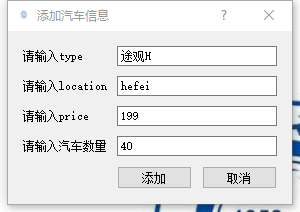 添加汽车信息
请输入type 途观H
请输入location hefei
请输入price 199
请输入汽车数量 40
添加 取消